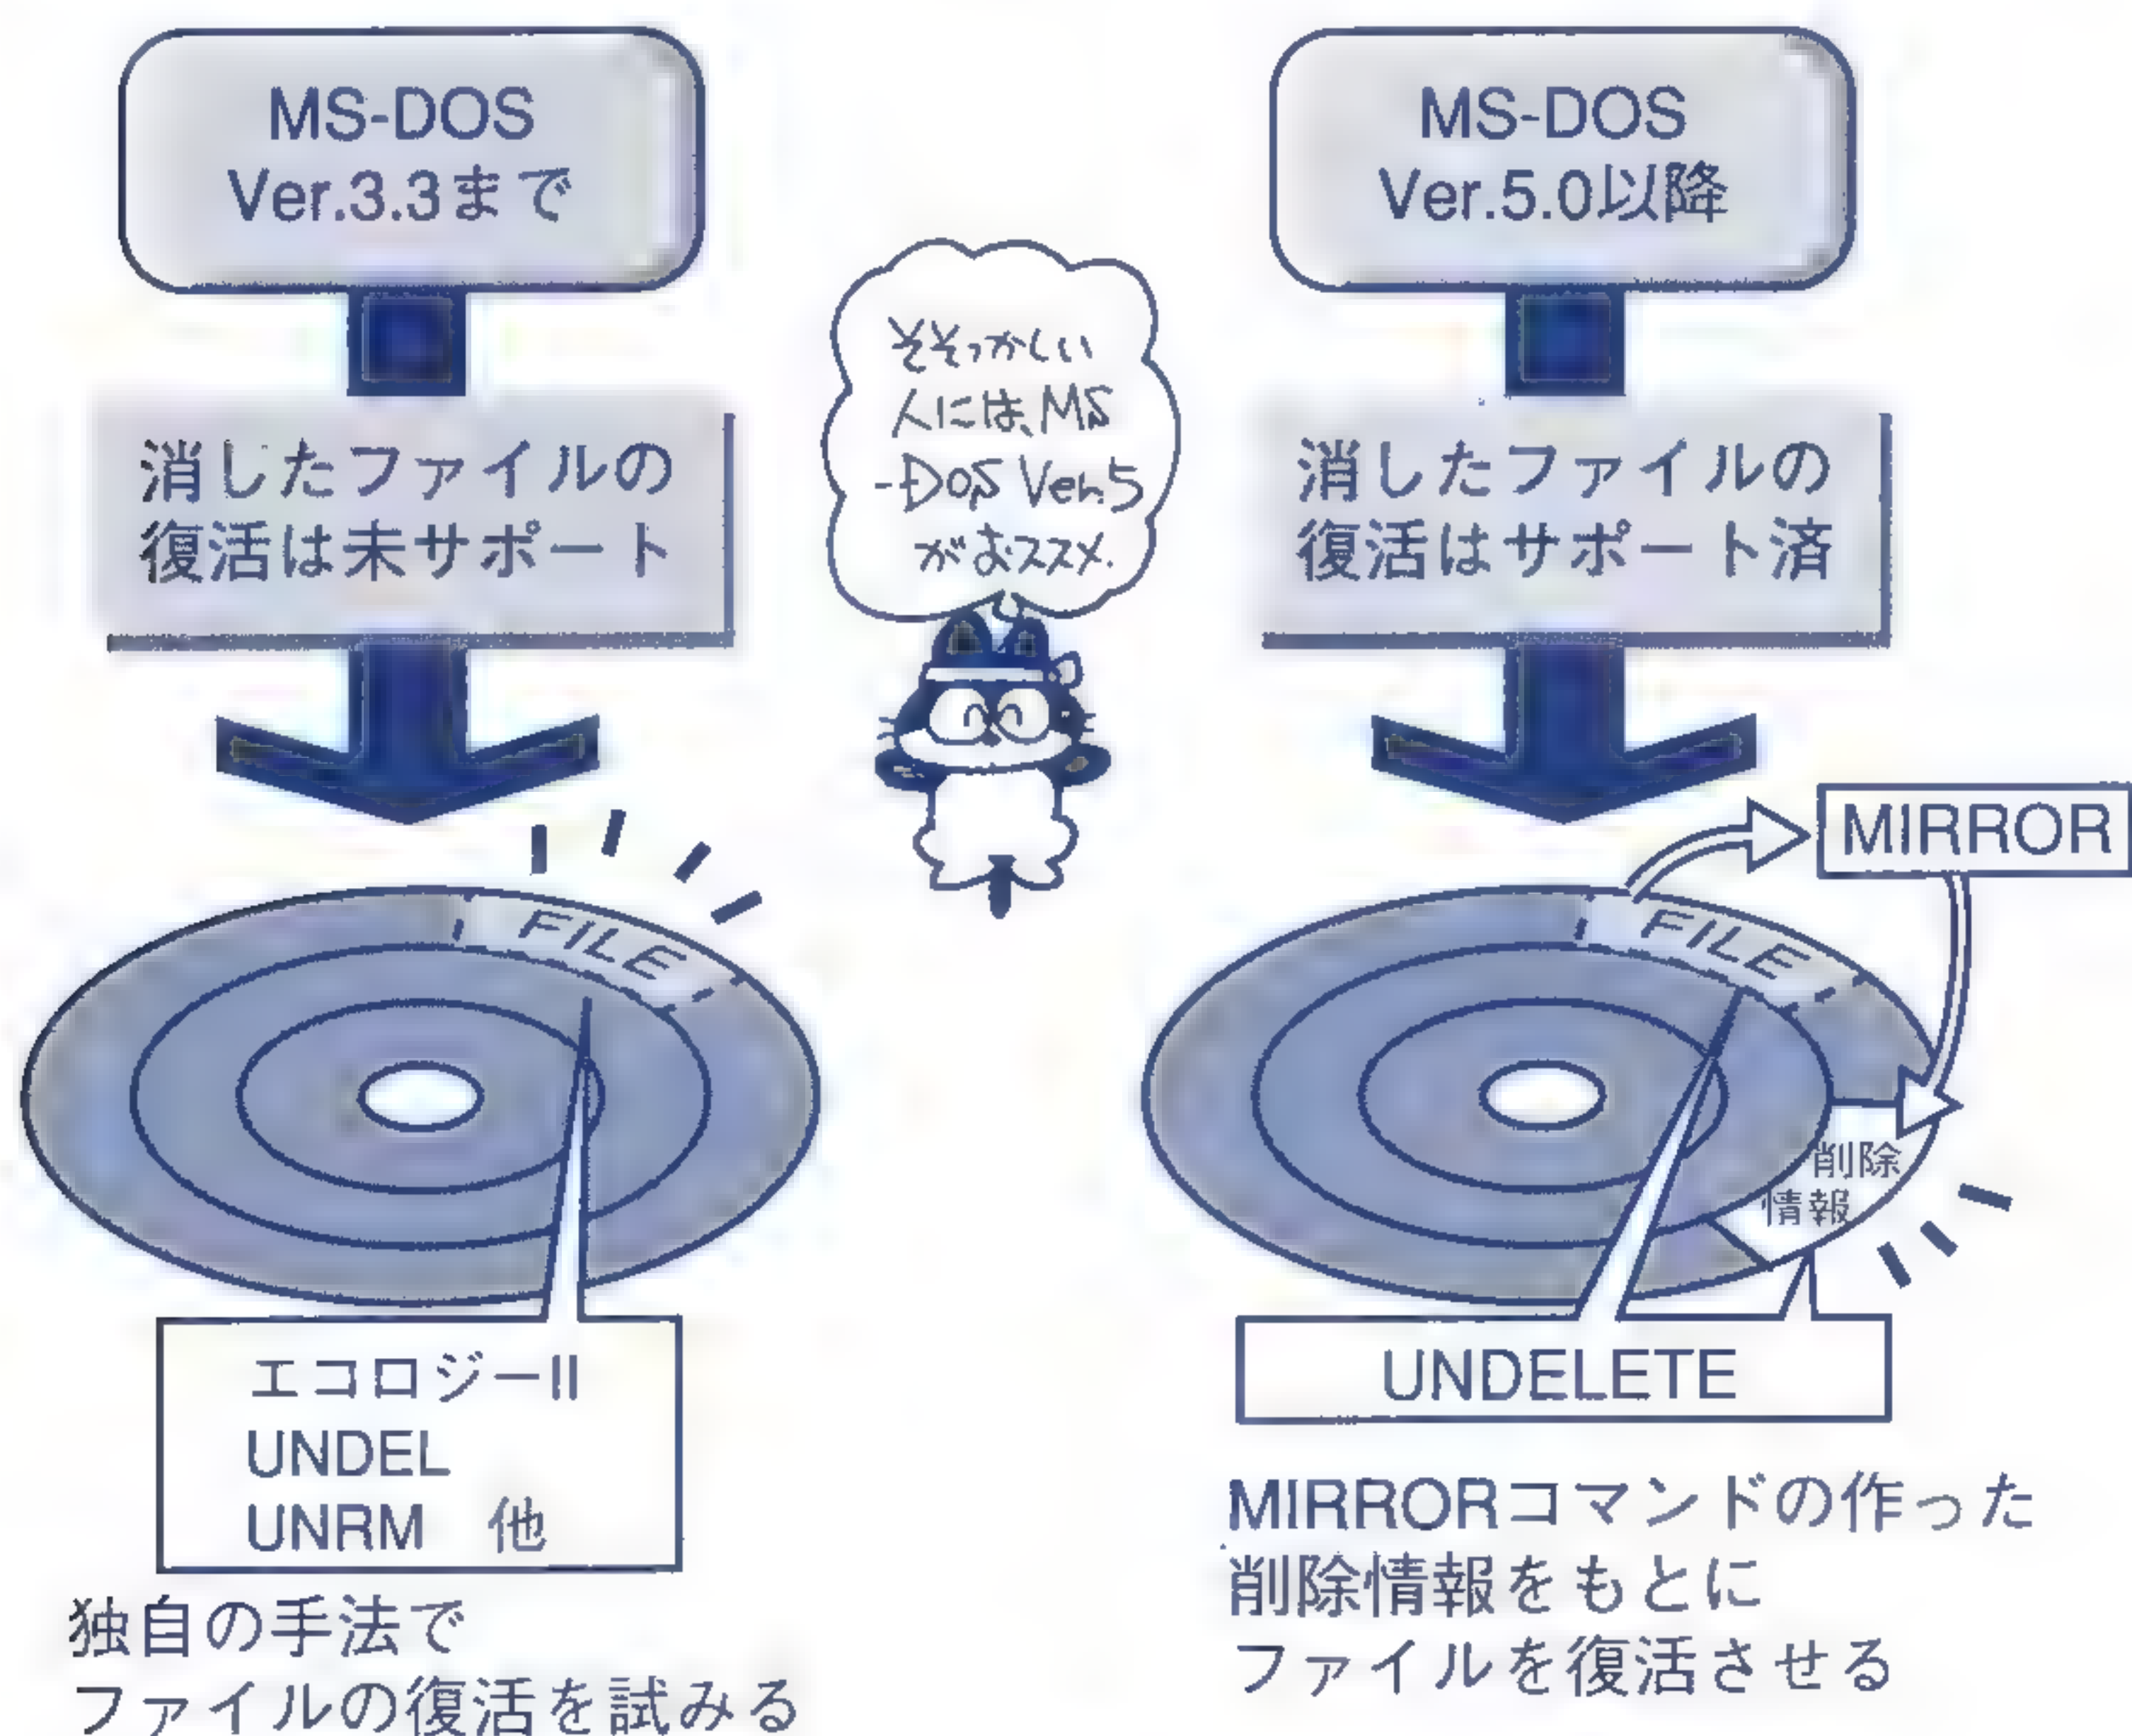 MS-DOS
Ver.3.3まで
消したファイルの
復活は未サポート
FILE
エコロジーII
UNDEL
UNRM 他
独自の手法で
ファイルの復活を試みる
そそっかしい
人には、MS
-DOS Ver.5
がおススメ.
MS-DOS
Ver.5.0以降
消したファイルの
復活はサポート済
MIRROR
FILE
削除
情報
UNDELETE
MIRRORコマンドの作った
削除情報をもとに
ファイルを復活させる